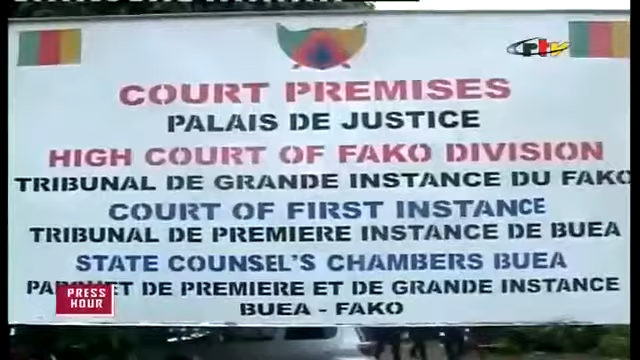 crtv
COURT PREMISES
PALAIS DE JUSTICE
HIGH COURT OF FAKO DIVISION
TRIBUNAL DE GRANDE INSTANCE DU FAKO
COURT OF FIRST INSTANCE
TRIBUNAL DE PREMIERE INSTANCE DE BUEA
STATE COUNSEL'S CHAMBERS BUEA
DE PREMIERE ET DE GRANDE INSTANCE
BUEA - FAKO
PRESS
HOUR